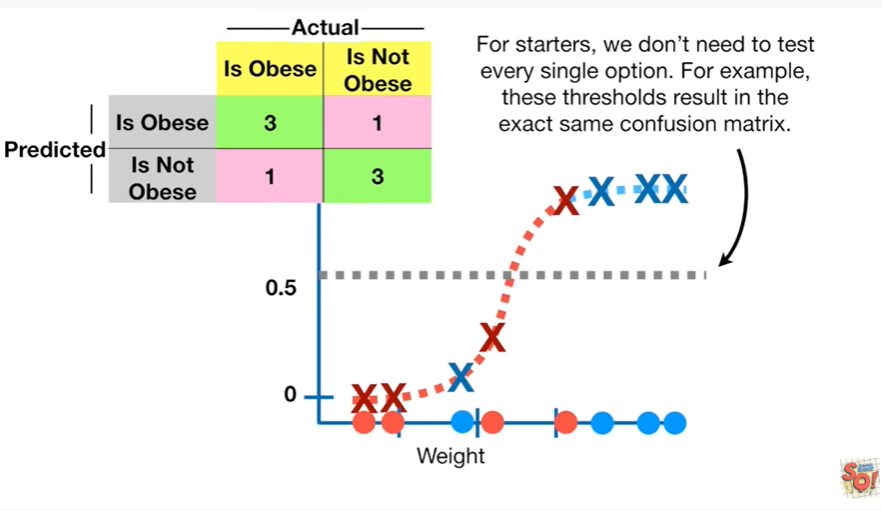 Actual
For starters, we don't need to test
every single option. For example,
these thresholds result in the
exact same confusion matrix.
Is Obese
Is Not
Obese
Predicted
Is Obese
3
1
Is Not
Obese
1
3
0.5
0
X X X X X X XX
Weight
SQ!